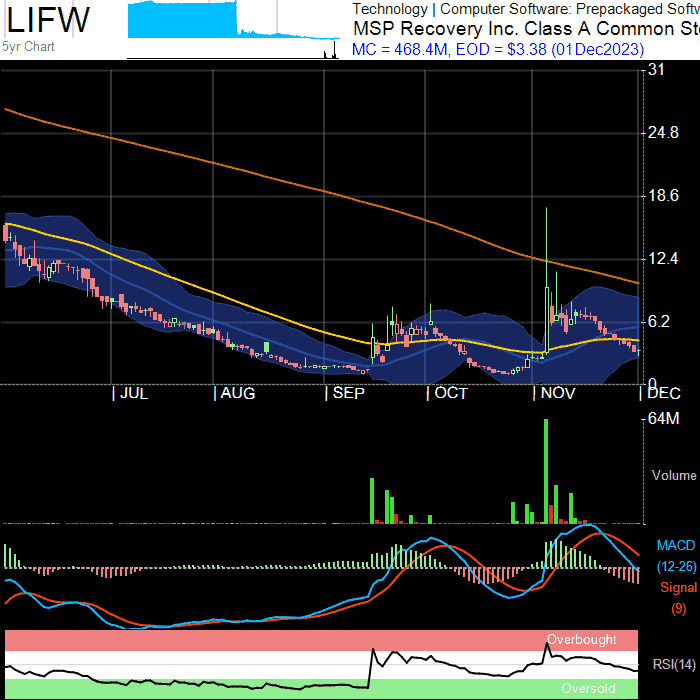 LIFW
5yr Chart
Technology | Computer Software: Prepackaged Softw
MSP Recovery Inc. Class A Common Sto
MC = 468.4M, EOD = $3.38 (01Dec2023)
31
24.8
18.6
12.4
6.2
0
JUL AUG SEP OCT NOV DEC
64M
Volume
MACD
(12-26)
Signal
(9)
Overbought
RSI(14)
Oversold